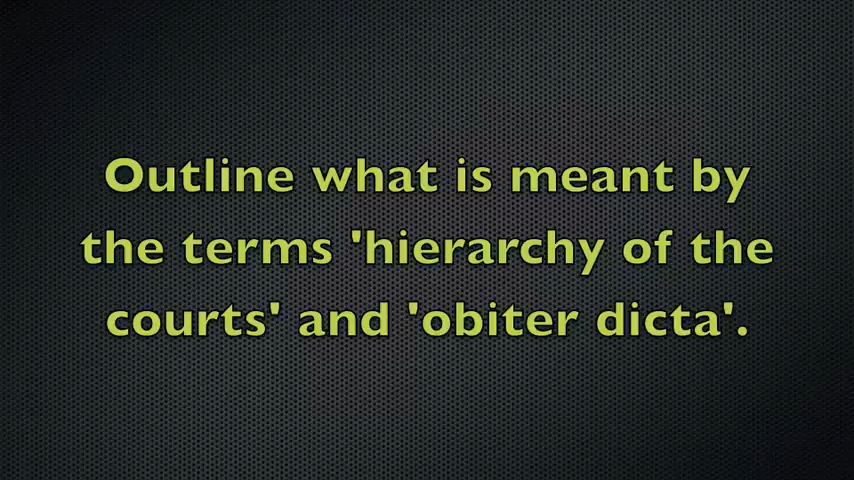 Outline what is meant by
the terms 'hierarchy of the
courts' and 'obiter dicta'.